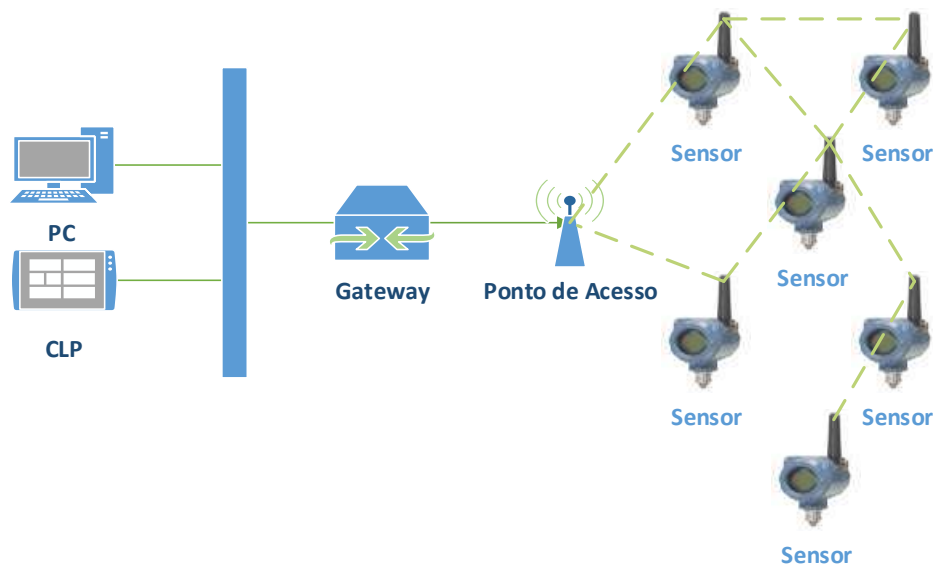 Sensor
Sensor
PC
Sensor
Gateway
Ponto de Acesso
CLP
Sensor
Sensor
Sensor